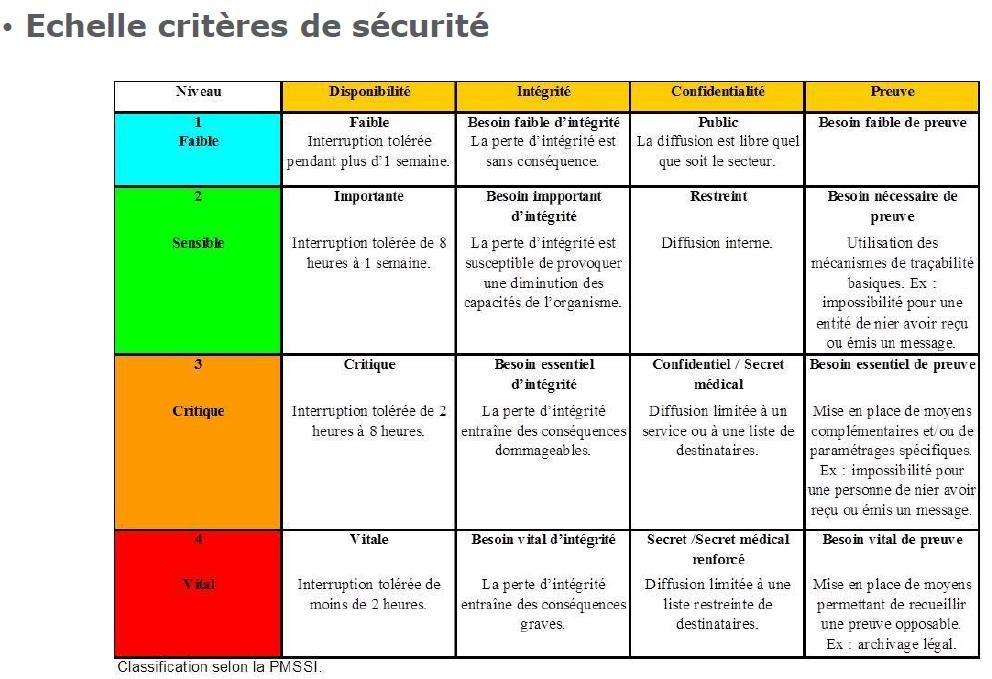 • Echelle critères de sécurité
Niveau
Disponibilité
Intégrité
Confidentialité
Preuve
1
Faible
Faible
Interruption tolérée
pendant plus d’1 semaine.
Besoin faible d’intégrité
La perte d’intégrité est
sans conséquence.
Public
La diffusion est libre quel
que soit le secteur.
Besoin faible de preuve
2
Sensible
Importante
Interruption tolérée de 8
heures à 1 semaine.
Besoin impportant
d’intégrité
La perte d’intégrité est
susceptible de provoquer
une diminution des
capacités de l’organisme.
Restreint
Diffusion interne.
Besoin nécessaire de
preuve
Utilisation des
mécanismes de traçabilité
basiques. Ex :
impossibilité pour une
entité de nier avoir reçu
ou émis un message.
3
Critique
Critique
Interruption tolérée de 2
heures à 8 heures.
Besoin essentiel
d’intégrité
La perte d’intégrité
entraîne des conséquences
dommageables.
Confidentiel / Secret
médical
Diffusion limitée à un
service ou à une liste de
destinataires.
Besoin essentiel de preuve
Mise en place de moyens
complémentaires et/ou de
paramétrages spécifiques.
Ex : impossibilité pour
une personne de nier avoir
reçu ou émis un message.
4
Vital
Vitale
Interruption tolérée de
moins de 2 heures.
Besoin vital d’intégrité
La perte d’intégrité
entraîne des conséquences
graves.
Secret /Secret médical
renforcé
Diffusion limitée à une
liste restreinte de
destinataires.
Besoin vital de preuve
Mise en place de moyens
permettant de recueillir
une preuve opposable.
Ex : archivage légal.
Classification selon la PMSSI.